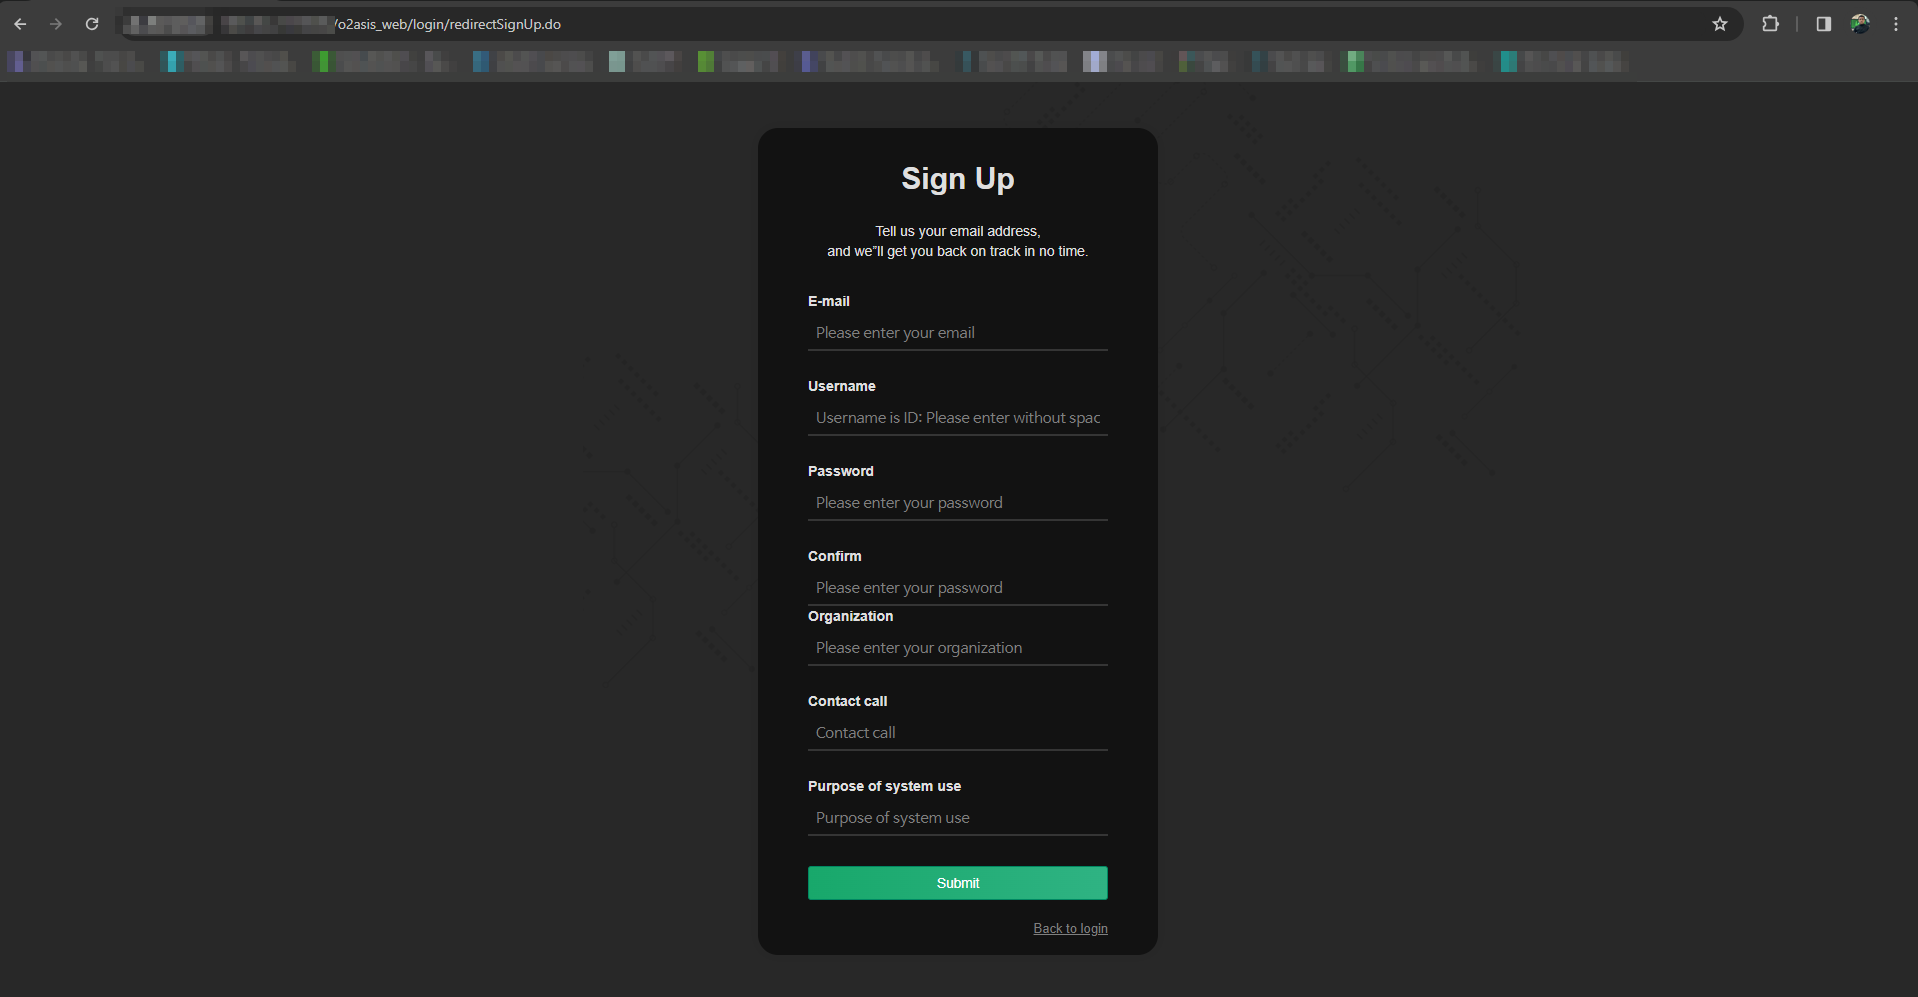 /o2asis_web/login/redirectSignUp.do
Sign Up
Tell us your email address,
and we”ll get you back on track in no time.
E-mail
Please enter your email
Username
Username is ID: Please enter without spac
Password
Please enter your password
Confirm
Please enter your password
Organization
Please enter your organization
Contact call
Contact call
Purpose of system use
Purpose of system use
Submit
Back to login